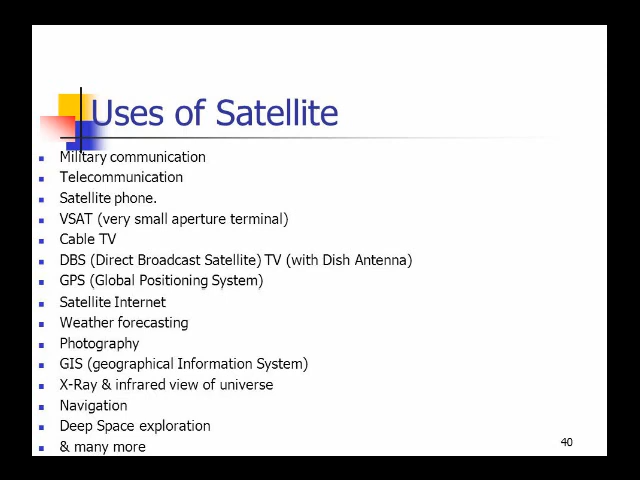 Uses of Satellite
Military communication
Telecommunication
Satellite phone.
VSAT (very small aperture terminal)
Cable TV
DBS (Direct Broadcast Satellite) TV (with Dish Antenna)
GPS (Global Positioning System)
Satellite Internet
Weather forecasting
Photography
GIS (geographical Information System)
X-Ray & infrared view of universe
Navigation
Deep Space exploration
& many more
40